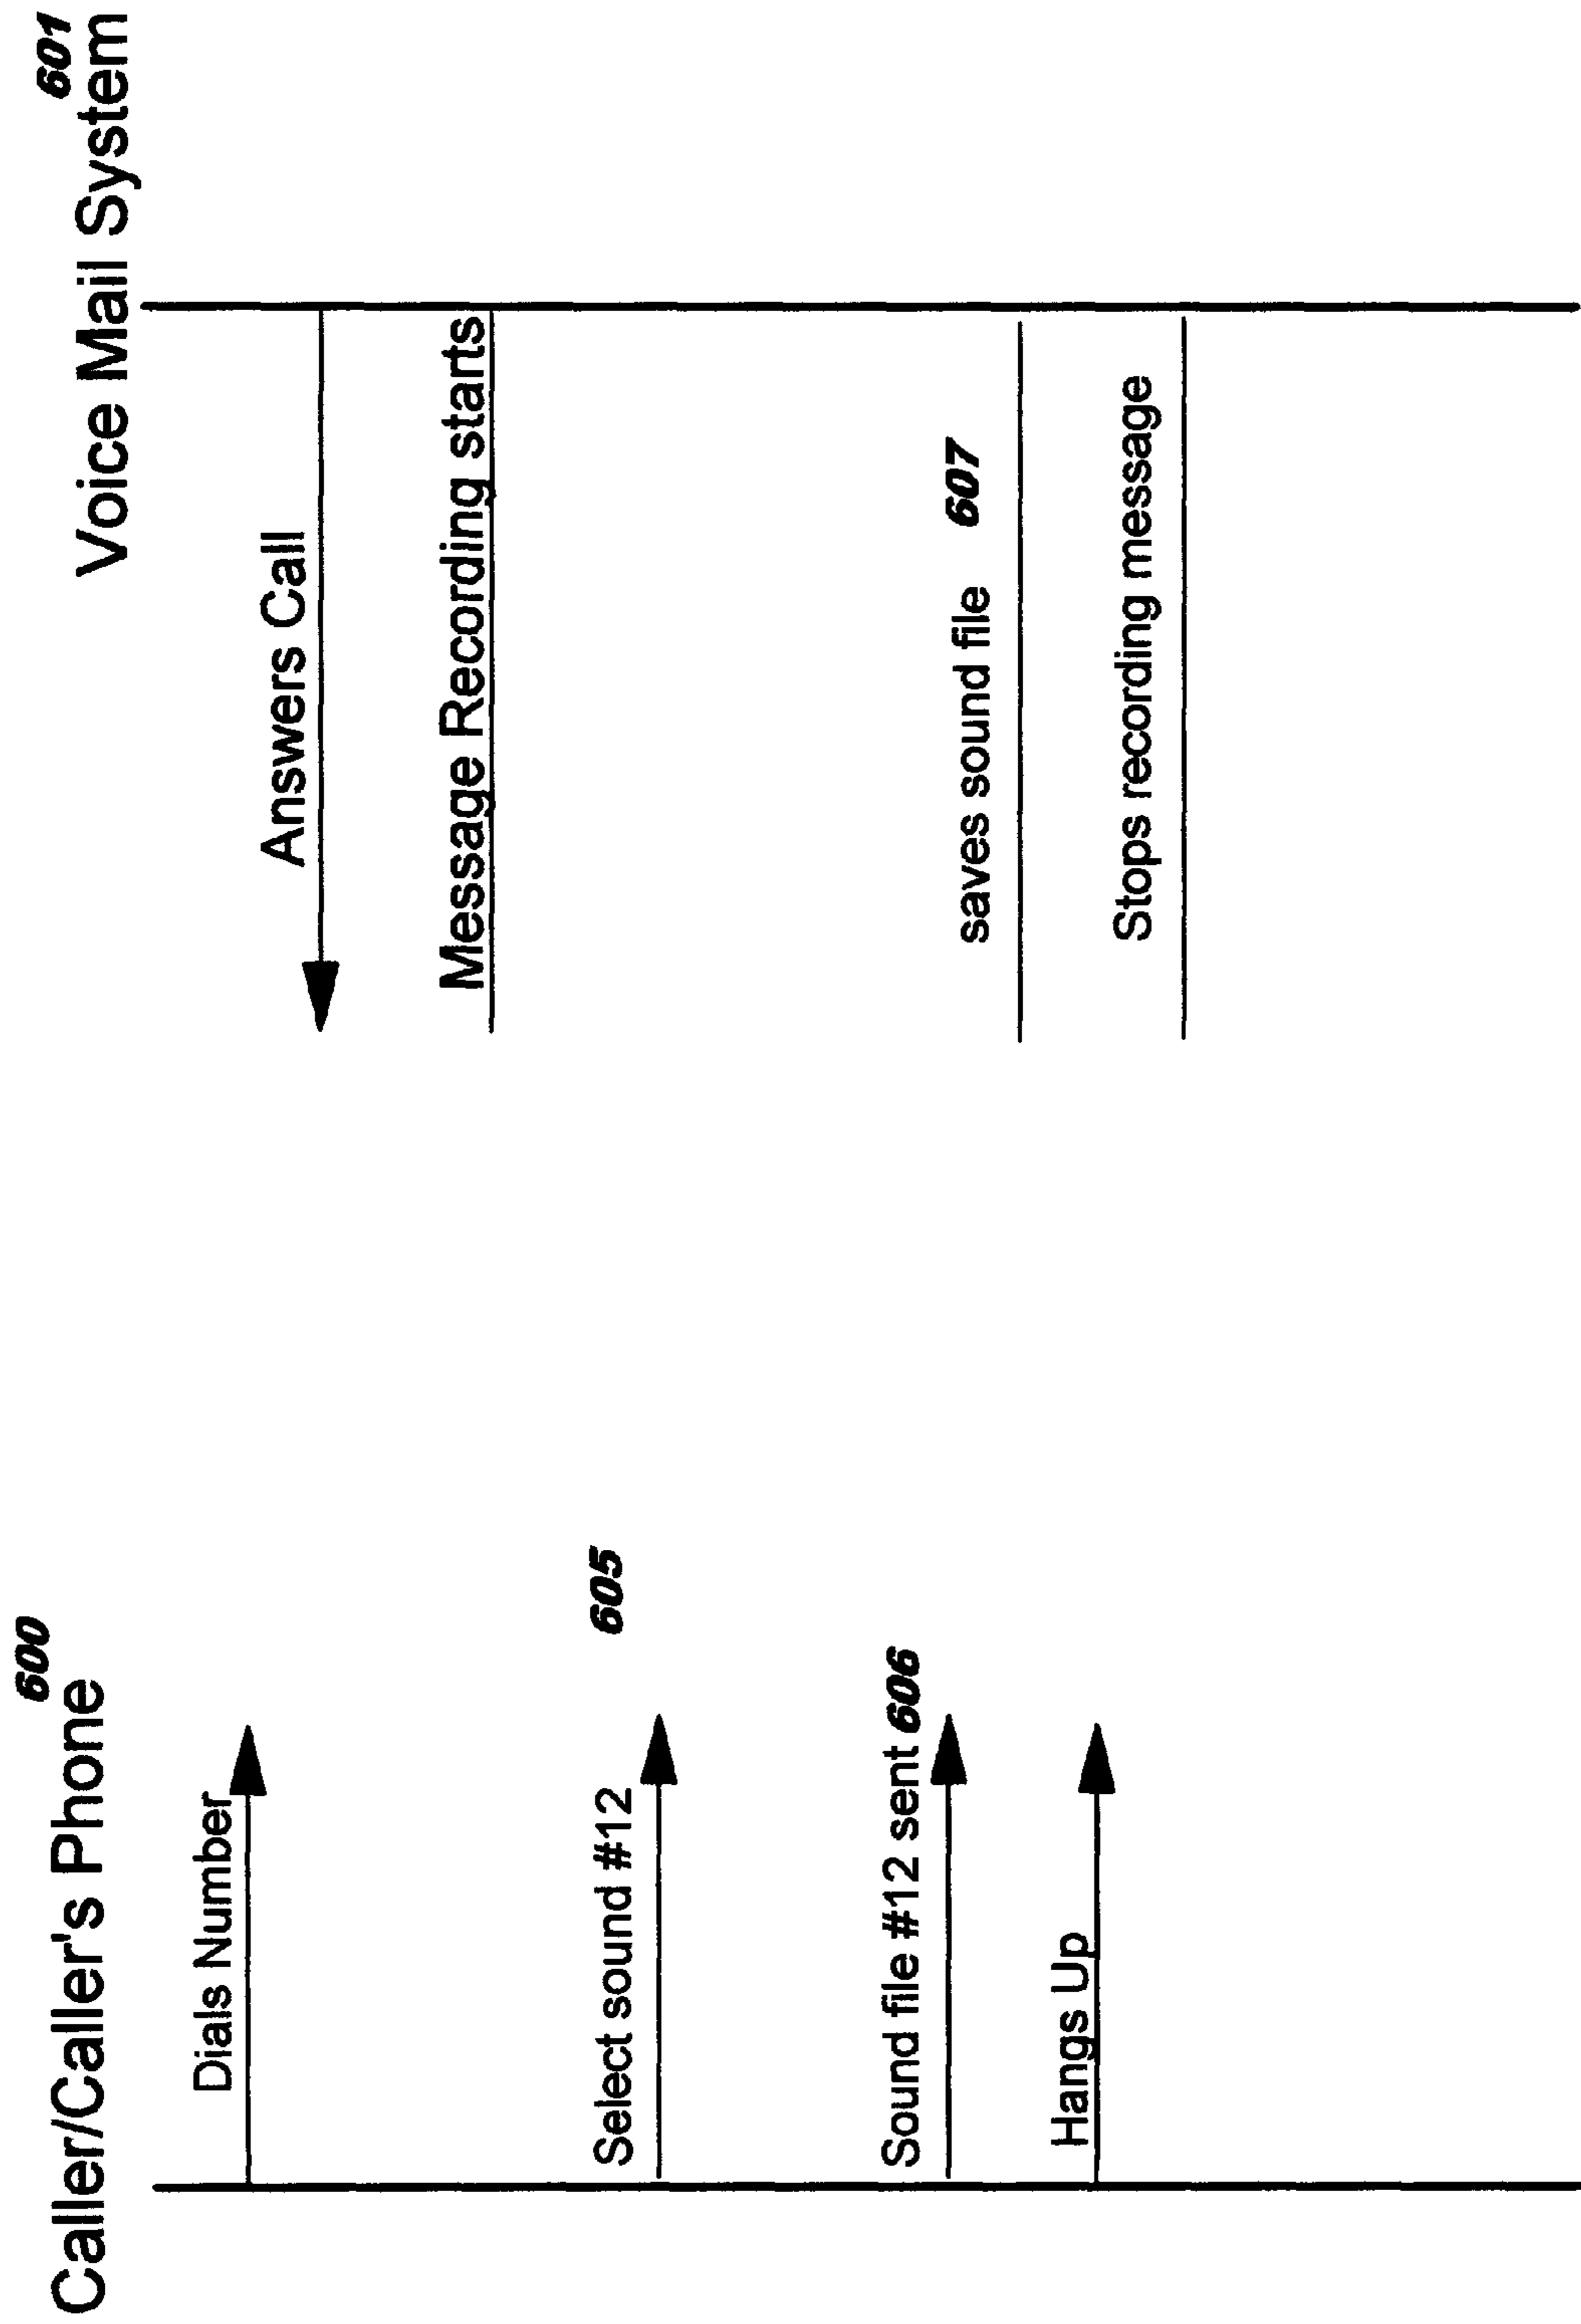 600
Caller/Caller's Phone
601
Voice Mail System
Dials Number
Answers Call
Message Recording starts
Select sound #12
605
Sound file #12 sent 606
saves sound file 607
Hangs Up
Stops recording message